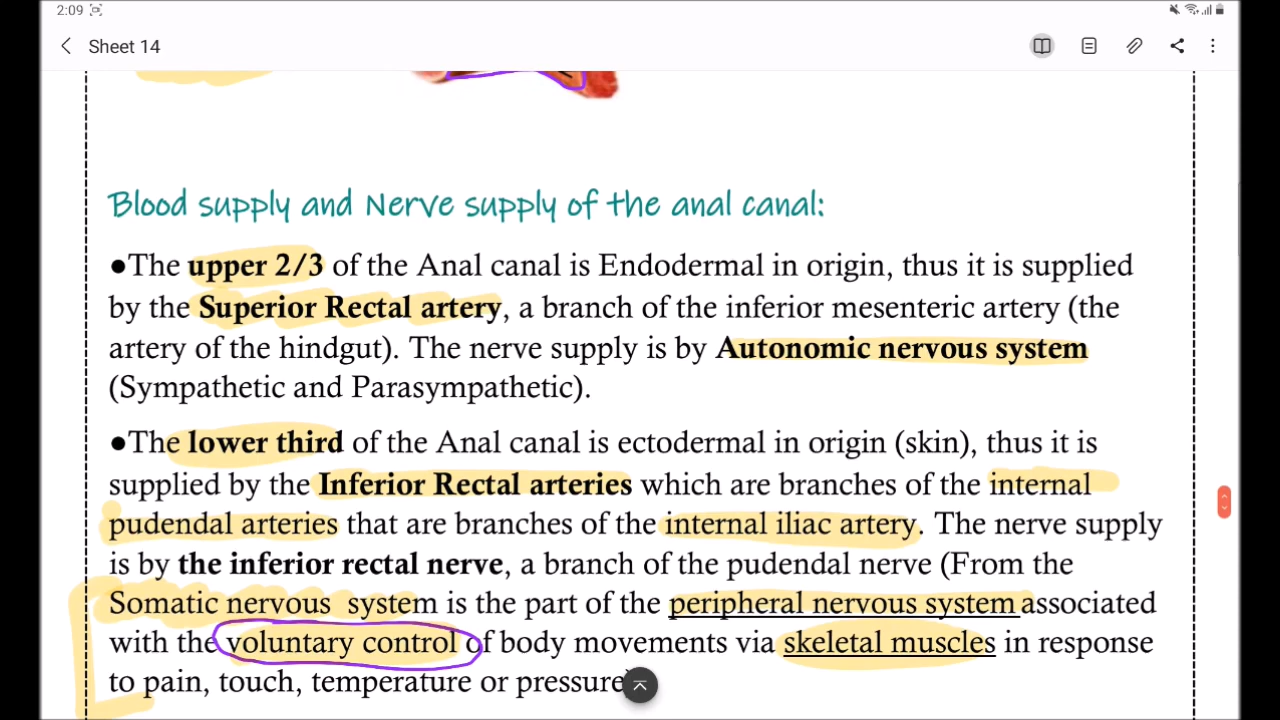 2:09
Sheet 14
Blood supply and Nerve supply of the anal canal:
●The upper 2/3 of the Anal canal is Endodermal in origin, thus it is supplied
by the Superior Rectal artery, a branch of the inferior mesenteric artery (the
artery of the hindgut). The nerve supply is by Autonomic nervous system
(Sympathetic and Parasympathetic).
●The lower third of the Anal canal is ectodermal in origin (skin), thus it is
supplied by the Inferior Rectal arteries which are branches of the internal
pudendal arteries that are branches of the internal iliac artery. The nerve supply
is by the inferior rectal nerve, a branch of the pudendal nerve (From the
Somatic nervous system is the part of the peripheral nervous system associated
with the voluntary control of body movements via skeletal muscles in response
to pain, touch, temperature or pressure)